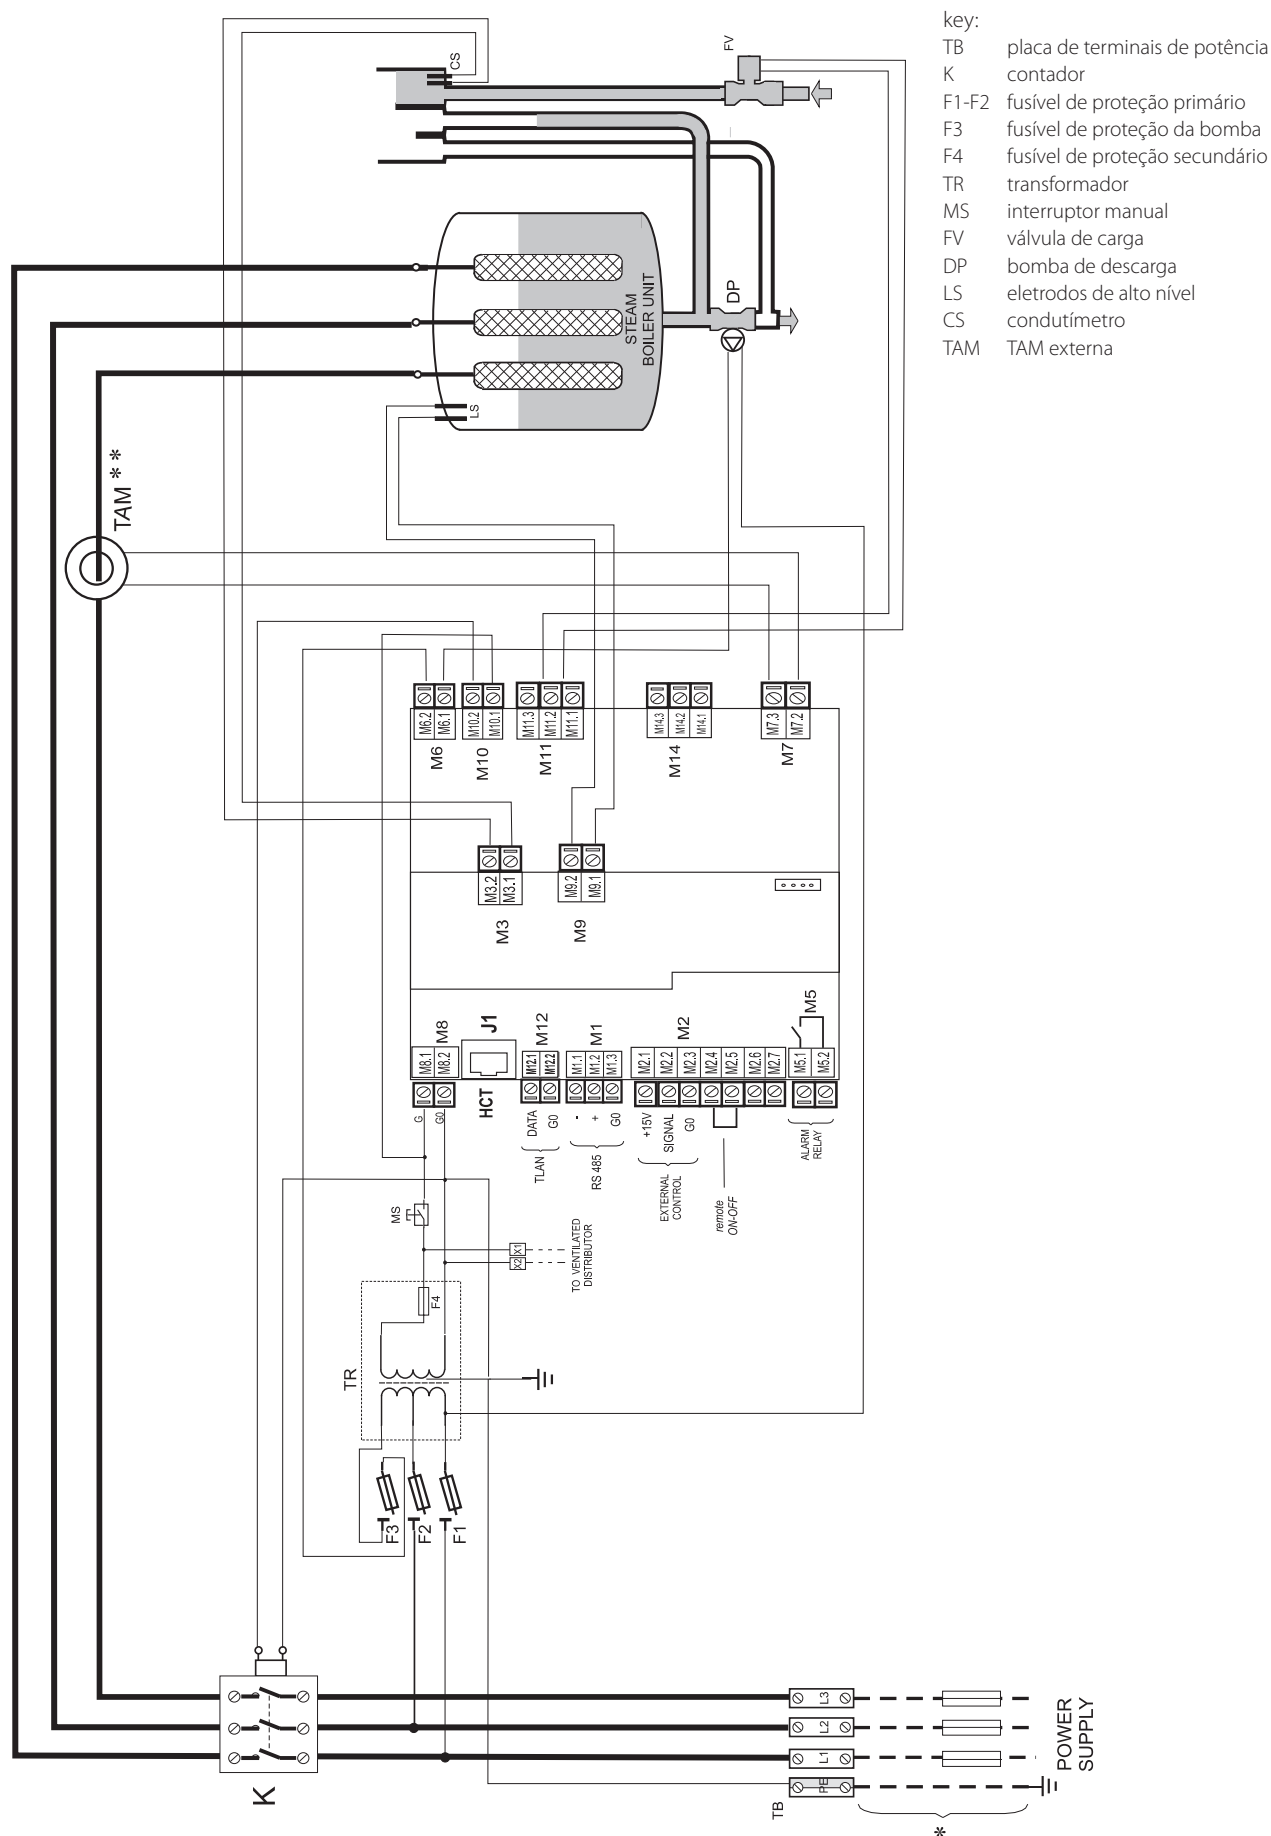 key:
TB placa de terminais de potência
K contador
F1-F2 fusível de proteção primário
F3 fusível de proteção da bomba
F4 fusível de proteção secundário
TR transformador
MS interruptor manual
FV válvula de carga
DP bomba de descarga
LS eletrodos de alto nível
CS condutímetro
TAM TAM externa
CS
FV
STEAM
BOILER UNIT
DP
LS
TAM **
M6.2
M6.1
M10.2
M10.1
M11.3
M11.2
M11.1
M14.3
M14.2
M14.1
M7.3
M7.2
M6
M10
M11
M14
M7
M3.2
M3.1
M9.2
M9.1
M3
M9
M8
J1
M12
M1
M2
M5
M8.1
M8.2
M12.1
M12.2
M1.1
M1.2
M1.3
M2.1
M2.2
M2.3
M2.4
M2.5
M2.6
M2.7
M5.1
M5.2
HCT
G
G0
DATA
G0
TLAN
-
+
G0
RS 485
+15V
SIGNAL
G0
EXTERNAL
CONTROL
remote
ON-OFF
ALARM
RELAY
MS
X1
X2
TO VENTILATED
DISTRIBUTOR
F4
TR
F3
F2
F1
K
L3
L2
L1
PE
TB
POWER
SUPPLY
*